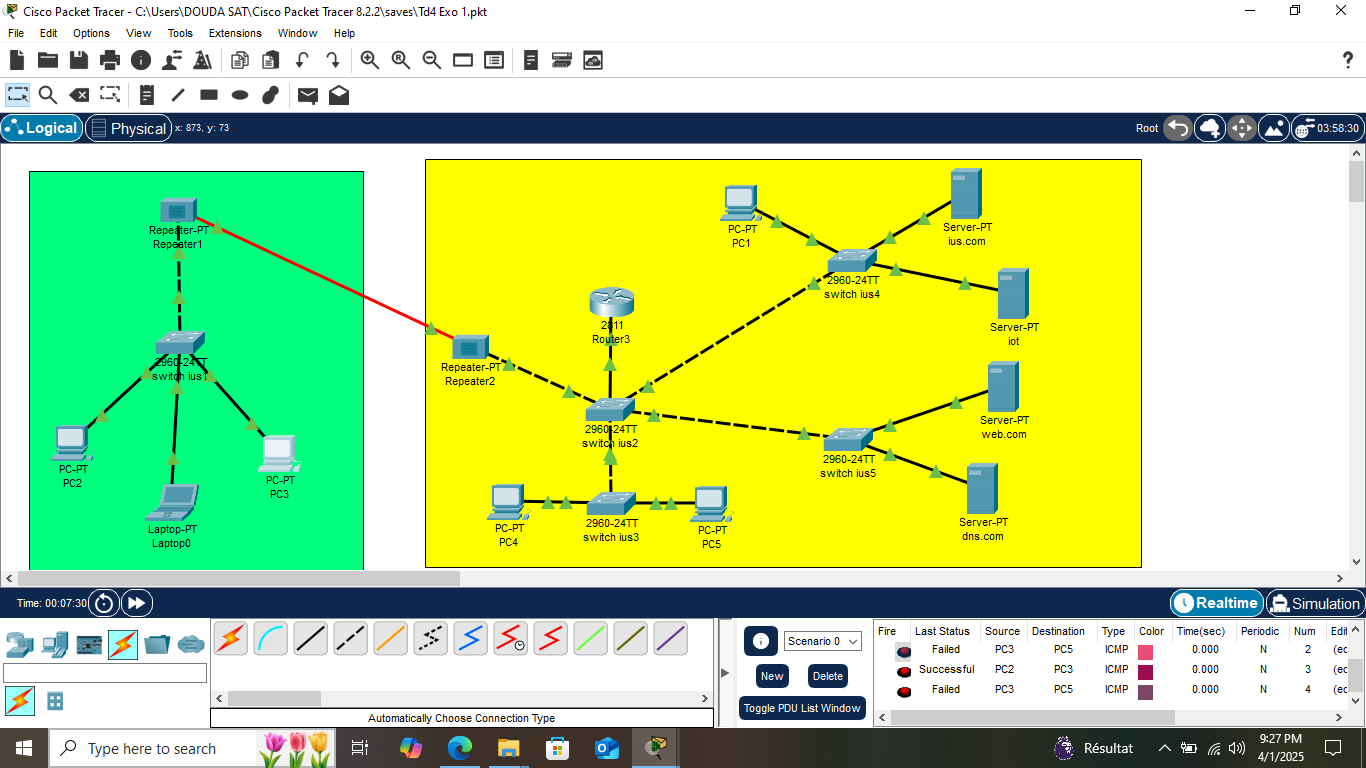 Cisco Packet Tracer - C:\Users\DOUDA SAT\Cisco Packet Tracer 8.2.2\saves\Td4 Exo 1.pkt
File Edit Options View Tools Extensions Window Help
Logical Physical x: 873, y: 73 Root 03:58:30
Repeater-PT
Repeater1
2960-24TT
switch ius1
PC-PT
PC2
Laptop-PT
Laptop0
PC-PT
PC3
PC-PT
PC1
Server-PT
ius.com
2960-24TT
switch ius4
Server-PT
iot
2811
Router3
Repeater-PT
Repeater2
2960-24TT
switch ius2
Server-PT
web.com
2960-24TT
switch ius5
Server-PT
dns.com
PC-PT
PC4
2960-24TT
switch ius3
PC-PT
PC5
Time: 00:07:30 Realtime Simulation
Scenario 0
New Delete
Toggle PDU List Window
Automatically Choose Connection Type
Fire Last Status Source Destination Type Color Time(sec) Periodic Num Edit
Failed PC3 PC5 ICMP 0.000 N 2 (ec
Successful PC2 PC3 ICMP 0.000 N 3 (ec
Failed PC3 PC5 ICMP 0.000 N 4 (ec
Type here to search Résultat 9:27 PM
4/1/2025